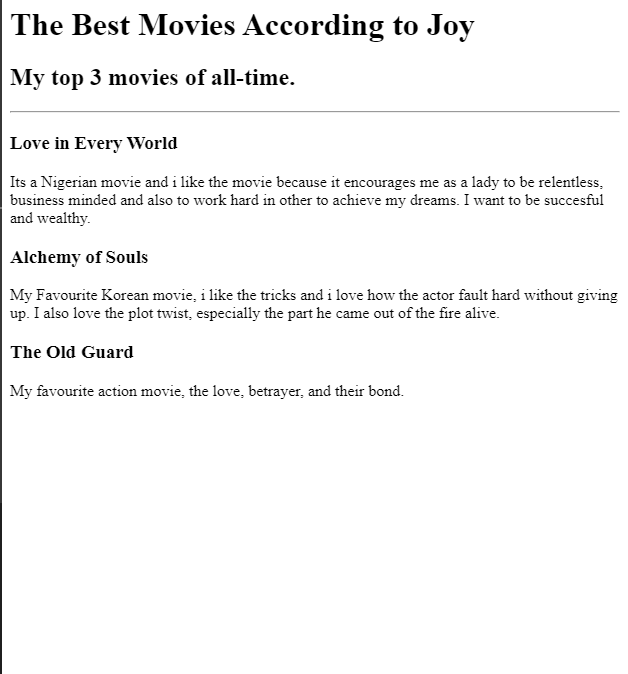 The Best Movies According to Joy
My top 3 movies of all-time.
Love in Every World
Its a Nigerian movie and i like the movie because it encourages me as a lady to be relentless,
business minded and also to work hard in other to achieve my dreams. I want to be succesful
and wealthy.
Alchemy of Souls
My Favourite Korean movie, i like the tricks and i love how the actor fault hard without giving
up. I also love the plot twist, especially the part he came out of the fire alive.
The Old Guard
My favourite action movie, the love, betrayer, and their bond.